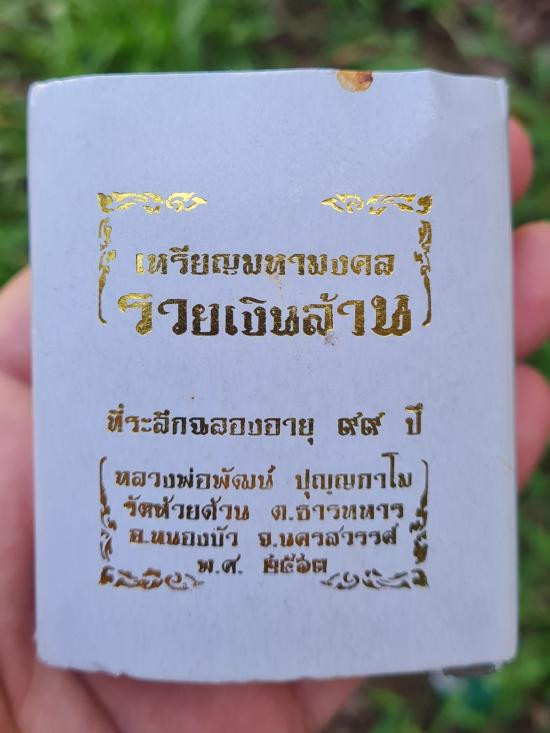 เหรียญมหามงคล
รวยเงินล้าน
ที่ระลึกฉลองอายุ ๙๙ ปี
หลวงพ่อพัฒน์ ปุญญกาโม
วัดห้วยด้วน ต.ธารทหาร
อ.หนองบัว จ.นครสวรรค์
พ.ศ. ๒๕๖๓